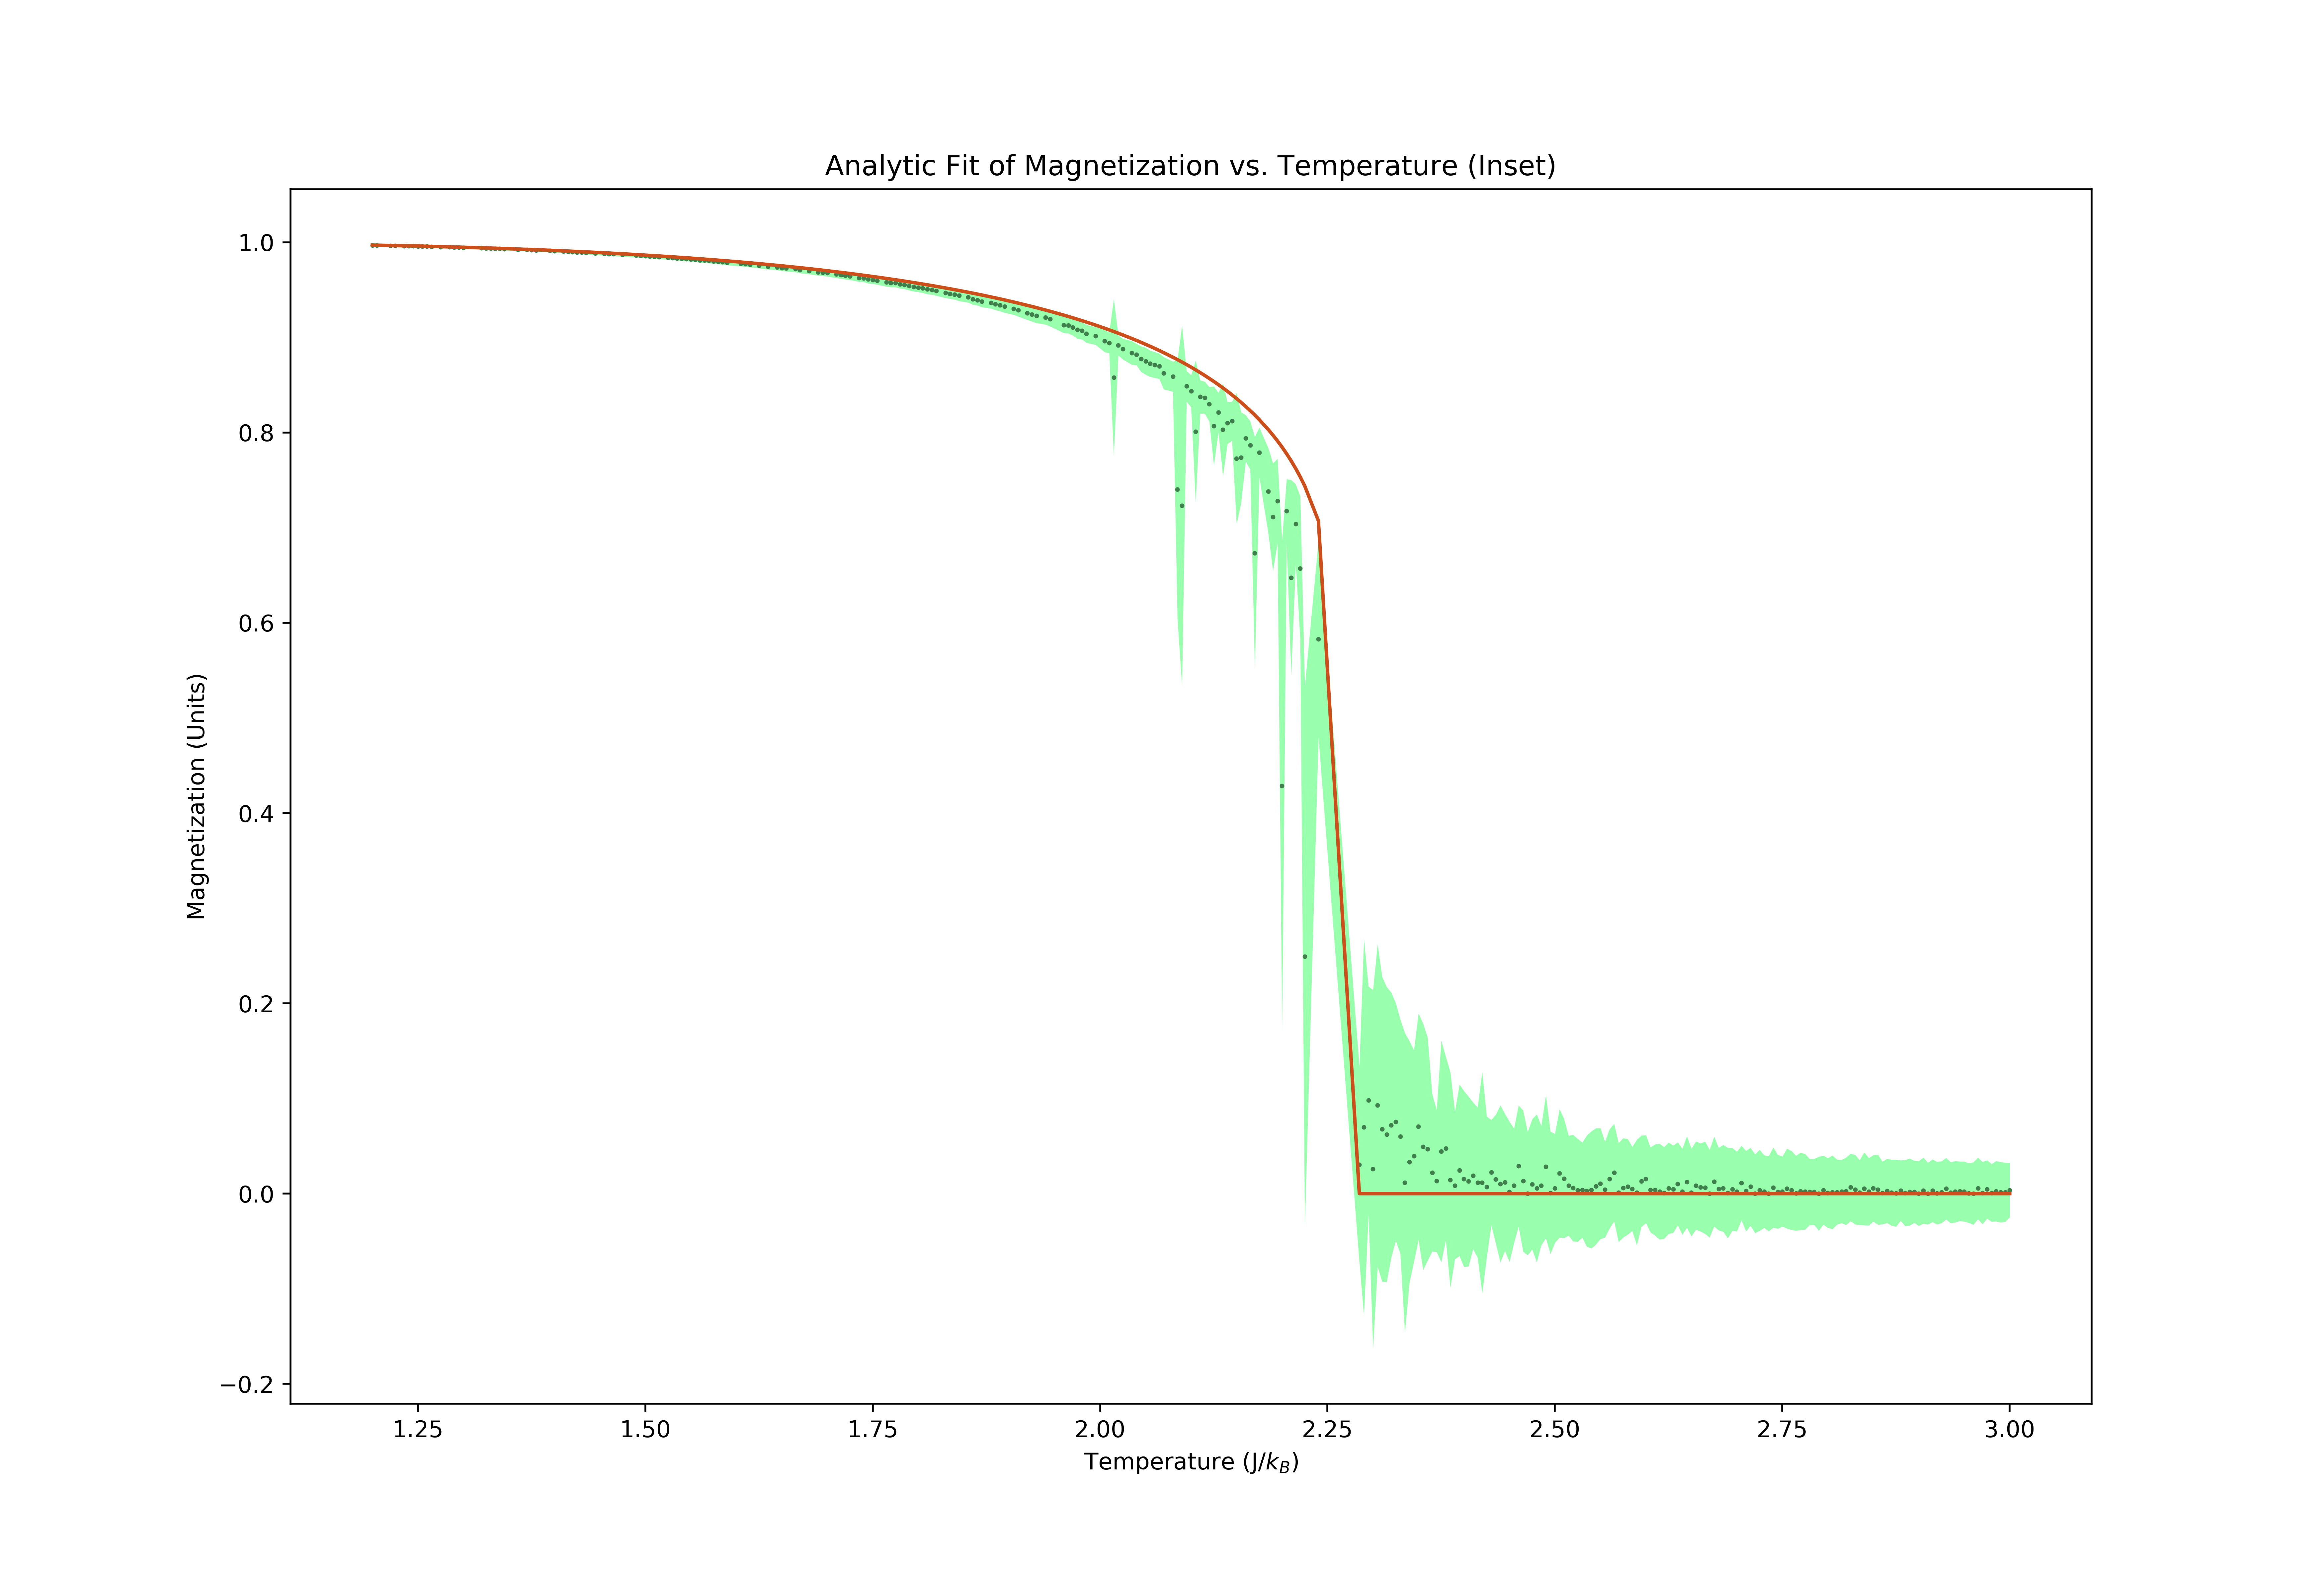 Analytic Fit of Magnetization vs. Temperature (Inset)
1.0
0.8
0.6
0.4
0.2
0.0
−0.2
Magnetization (Units)
1.25 1.50 1.75 2.00 2.25 2.50 2.75 3.00
Temperature (J/k_B)